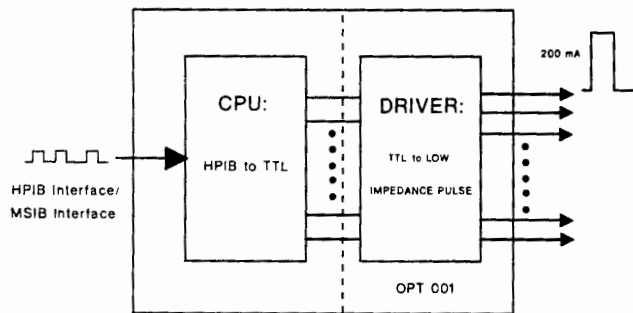 200 mA
CPU:
HPIB to TTL
DRIVER:
TTL to LOW
IMPEDANCE PULSE
HPIB Interface/
MSIB Interface
OPT 001